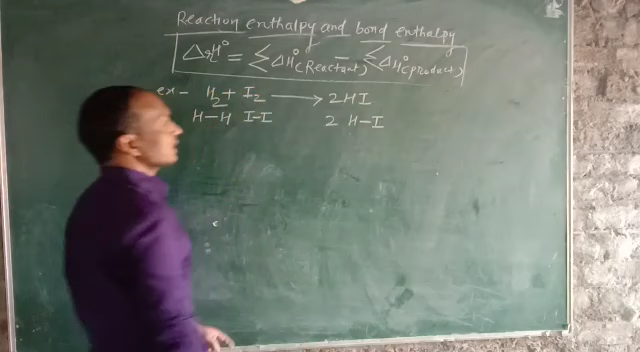 Reaction enthalpy and bond enthalpy
ΔrH° = ΣΔH°(Reactant) – ΣΔH°(product)
ex- H2 + I2 ⟶ 2HI
H–H I–I 2 H–I